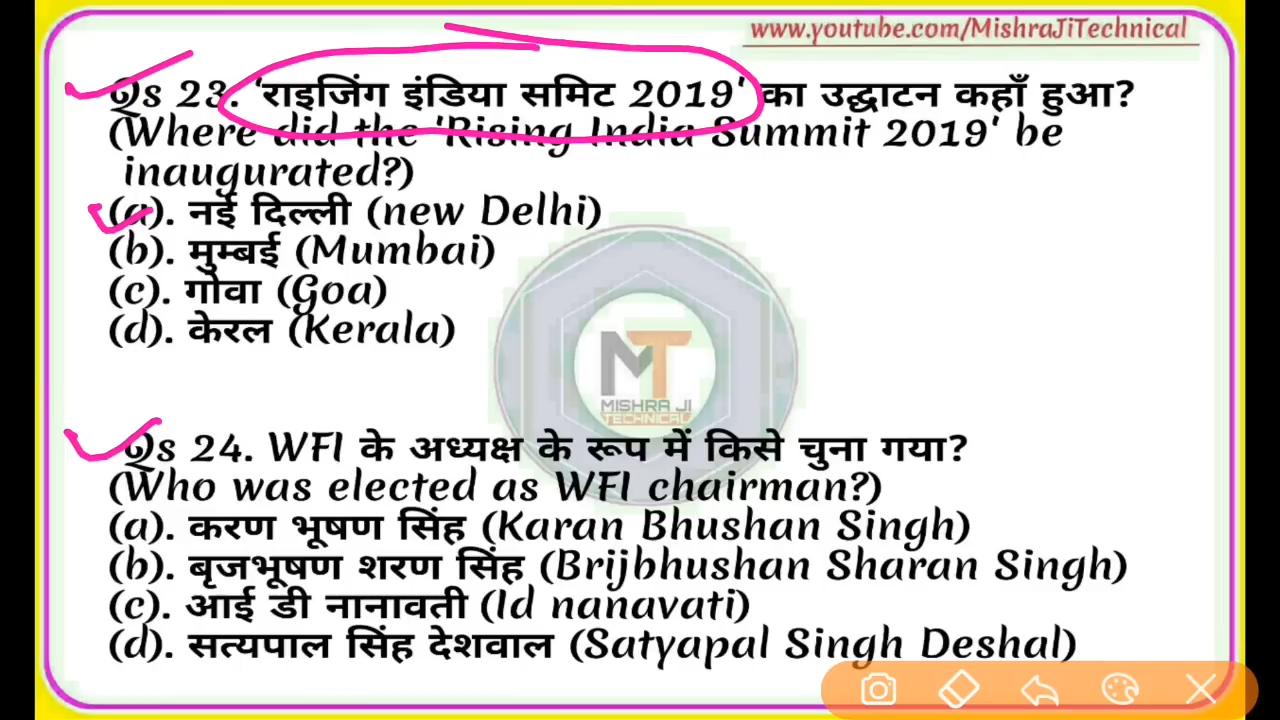 www.youtube.com/MishraJiTechnical
Qs 23. 'राइजिंग इंडिया समिट 2019' का उद्घाटन कहाँ हुआ?
(Where did the 'Rising India Summit 2019' be
inaugurated?)
(a). नई दिल्ली (new Delhi)
(b). मुम्बई (Mumbai)
(c). गोवा (Goa)
(d). केरल (Kerala)
MT
MISHRA JI
TECHNICAL
Qs 24. WFI के अध्यक्ष के रूप में किसे चुना गया?
(Who was elected as WFI chairman?)
(a). करण भूषण सिंह (Karan Bhushan Singh)
(b). बृजभूषण शरण सिंह (Brijbhushan Sharan Singh)
(c). आई डी नानावती (Id nanavati)
(d). सत्यपाल सिंह देशवाल (Satyapal Singh Deshal)